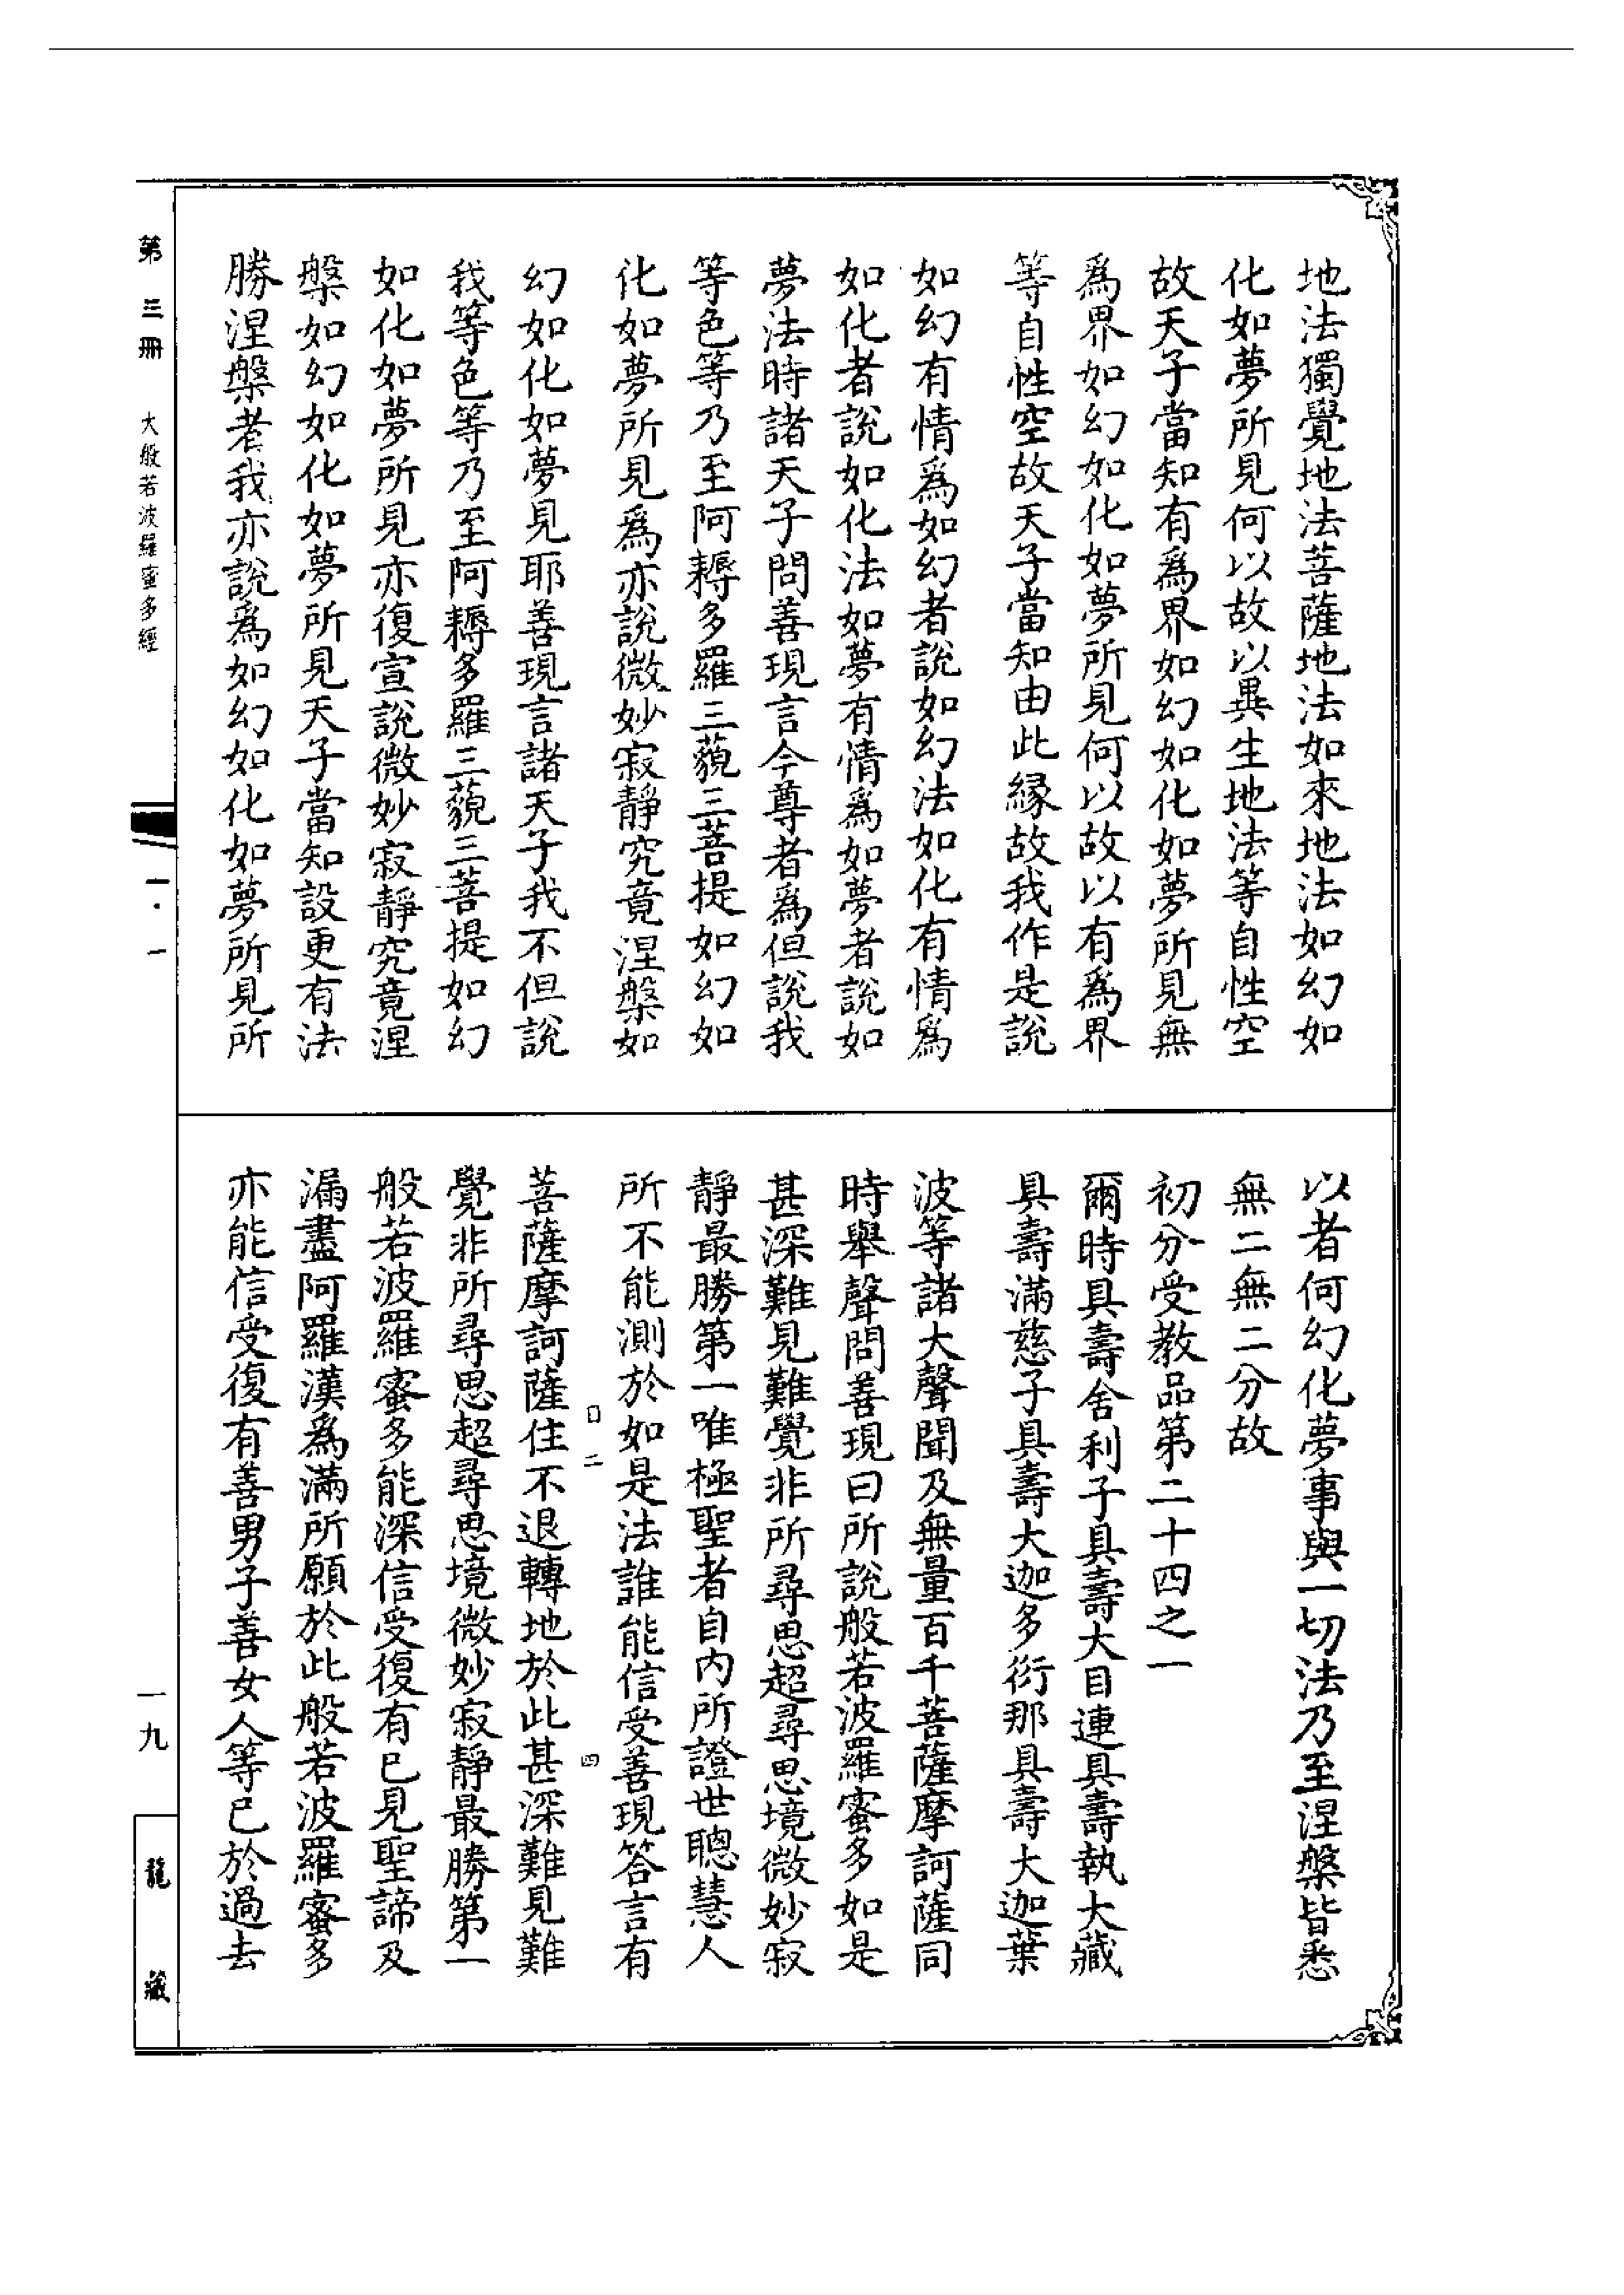 地法獨覺地法菩薩地法如來地法如幻如
化如夢所見何以故以異生地法等自性空
故天子當知有爲界如幻如化如夢所見無
爲界如幻如化如夢所見何以故以有爲界
等自性空故天子當知由此緣故我作是說
如幻有情爲如幻者說如幻法如化有情爲
如化者說如化法如夢有情爲如夢者說如
夢法時諸天子問善現言今尊者爲但說我
等色等乃至阿耨多羅三藐三菩提如幻如
化如夢所見爲亦說微妙寂靜究竟涅槃如
幻如化如夢見耶善現言諸天子我不但說
我等色等乃至阿耨多羅三藐三菩提如幻
如化如夢所見亦復宣說微妙寂靜究竟涅
槃如幻如化如夢所見天子當知設更有法
勝涅槃者我亦說爲如幻如化如夢所見所
以者何幻化夢事與一切法乃至涅槃皆悉
無二無二分故
初分受教品第二十四之一
爾時具壽舍利子具壽大目連具壽執大藏
具壽滿慈子具壽大迦多衍那具壽大迦葉
波等諸大聲聞及無量百千菩薩摩訶薩同
時舉聲問善現曰所說般若波羅蜜多如是
甚深難見難覺非所尋思超尋思境微妙寂
靜最勝第一唯極聖者自內所證世聰慧人
所不能測於如是法誰能信受善現答言有
二 四
菩薩摩訶薩住不退轉地於此甚深難見難
覺非所尋思超尋思境微妙寂靜最勝第一
般若波羅蜜多能深信受復有已見聖諦及
漏盡阿羅漢爲滿所願於此般若波羅蜜多
亦能信受復有善男子善女人等已於過去
第三冊 大般若波羅蜜多經 一·一 一九 龍藏